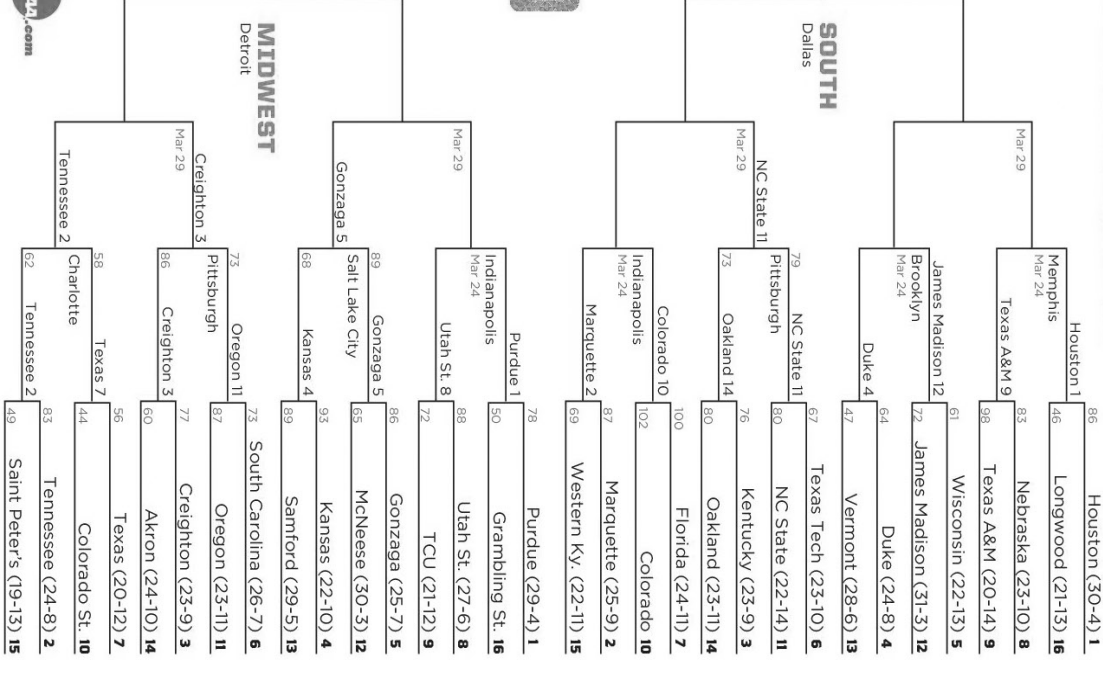 86 Houston (30-4) 1
Houston 1
46 Longwood (21-13) 16
Memphis
Mar 24
83 Nebraska (23-10) 8
Texas A&M 9
98 Texas A&M (20-14) 9
Mar 29
61 Wisconsin (22-13) 5
James Madison 12
72 James Madison (31-3) 12
Brooklyn
Mar 24
64 Duke (24-8) 4
Duke 4
47 Vermont (28-6) 13
SOUTH
Dallas
67 Texas Tech (23-10) 6
79 NC State 11
80 NC State (22-14) 11
Pittsburgh
NC State 11
76 Kentucky (23-9) 3
73 Oakland 14
80 Oakland (23-11) 14
Mar 29
100 Florida (24-11) 7
Colorado 10
102 Colorado 10
Indianapolis
Mar 24
87 Marquette (25-9) 2
Marquette 2
69 Western Ky. (22-11) 15
78 Purdue (29-4) 1
Purdue 1
50 Grambling St. 16
Indianapolis
Mar 24
88 Utah St. (27-6) 8
Utah St. 8
72 TCU (21-12) 9
Mar 29
86 Gonzaga (25-7) 5
89 Gonzaga 5
65 McNeese (30-3) 12
Salt Lake City
Gonzaga 5
93 Kansas (22-10) 4
68 Kansas 4
89 Samford (29-5) 13
MIDWEST
Detroit
73 South Carolina (26-7) 6
73 Oregon 11
87 Oregon (23-11) 11
Pittsburgh
Creighton 3
77 Creighton (23-9) 3
86 Creighton 3
60 Akron (24-10) 14
Mar 29
56 Texas (20-12) 7
58 Texas 7
44 Colorado St. 10
Charlotte
Tennessee 2
83 Tennessee (24-8) 2
62 Tennessee 2
49 Saint Peter's (19-13) 15
AA.com